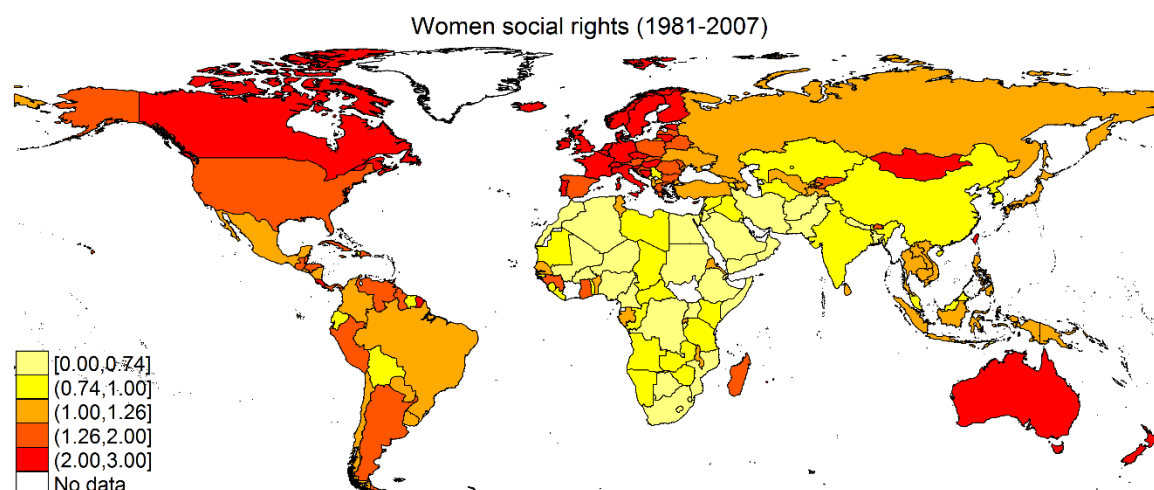 Women social rights (1981-2007)
[0.00,0.74]
(0.74,1.00]
(1.00,1.26]
(1.26,2.00]
(2.00,3.00]
No data